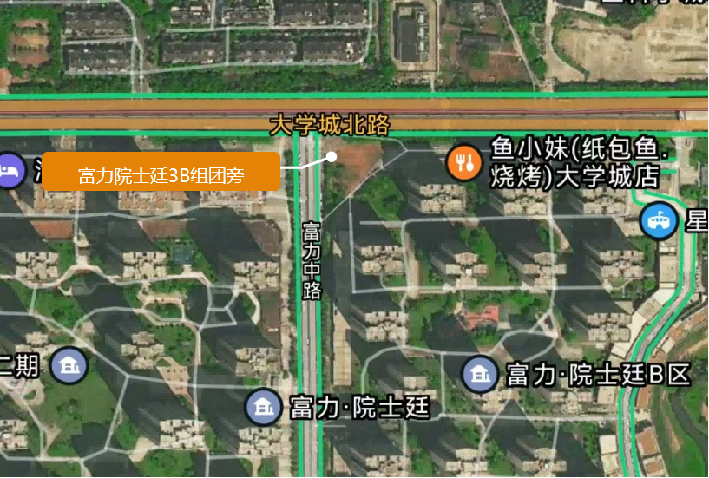 大学城北路
鱼小妹(纸包鱼.
烧烤)大学城店
富力院士廷3B组团旁
星
富力中路
二期
富力·院士廷B区
富力·院士廷